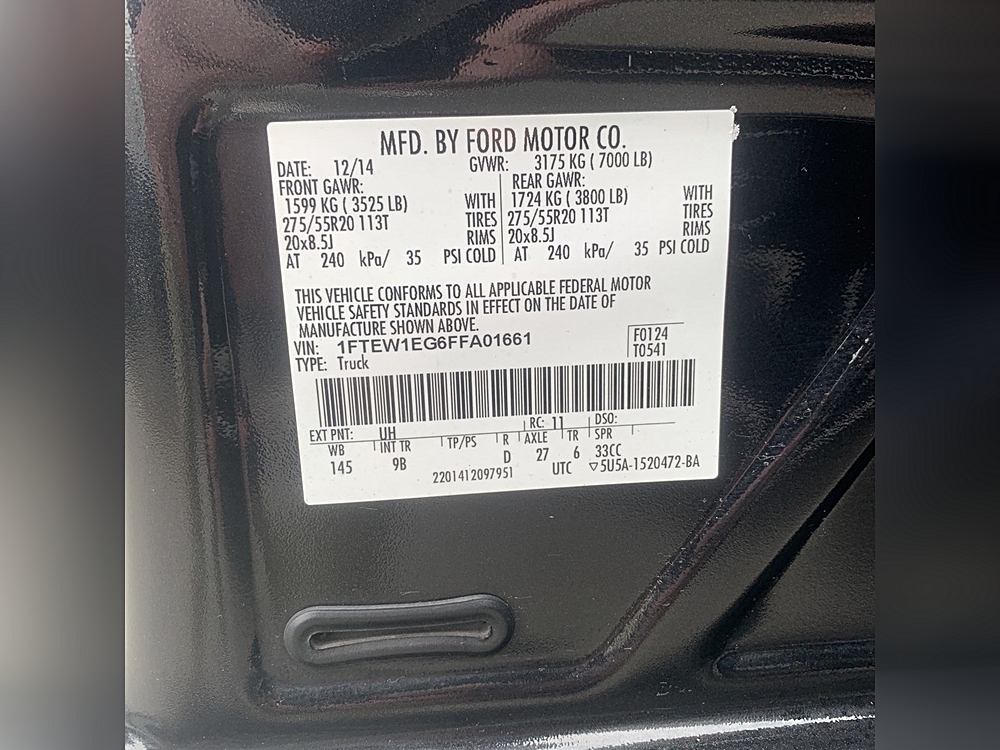 MFD. BY FORD MOTOR CO.
DATE: 12/14 GVWR: 3175 KG ( 7000 LB)
FRONT GAWR: REAR GAWR:
1599 KG ( 3525 LB) WITH 1724 KG ( 3800 LB) WITH
275/55R20 113T TIRES 275/55R20 113T TIRES
20x8.5J RIMS 20x8.5J RIMS
AT 240 kPa/ 35 PSI COLD AT 240 kPa/ 35 PSI COLD
THIS VEHICLE CONFORMS TO ALL APPLICABLE FEDERAL MOTOR
VEHICLE SAFETY STANDARDS IN EFFECT ON THE DATE OF
MANUFACTURE SHOWN ABOVE.
VIN: 1FTEW1EG6FFA01661 F0124
TYPE: Truck T0541
EXT PNT: UH RC: 11 DSO:
WB INT TR TP/PS R AXLE TR SPR
145 9B D 27 6 33CC
2201412097951 UTC ▽5U5A-1520472-BA